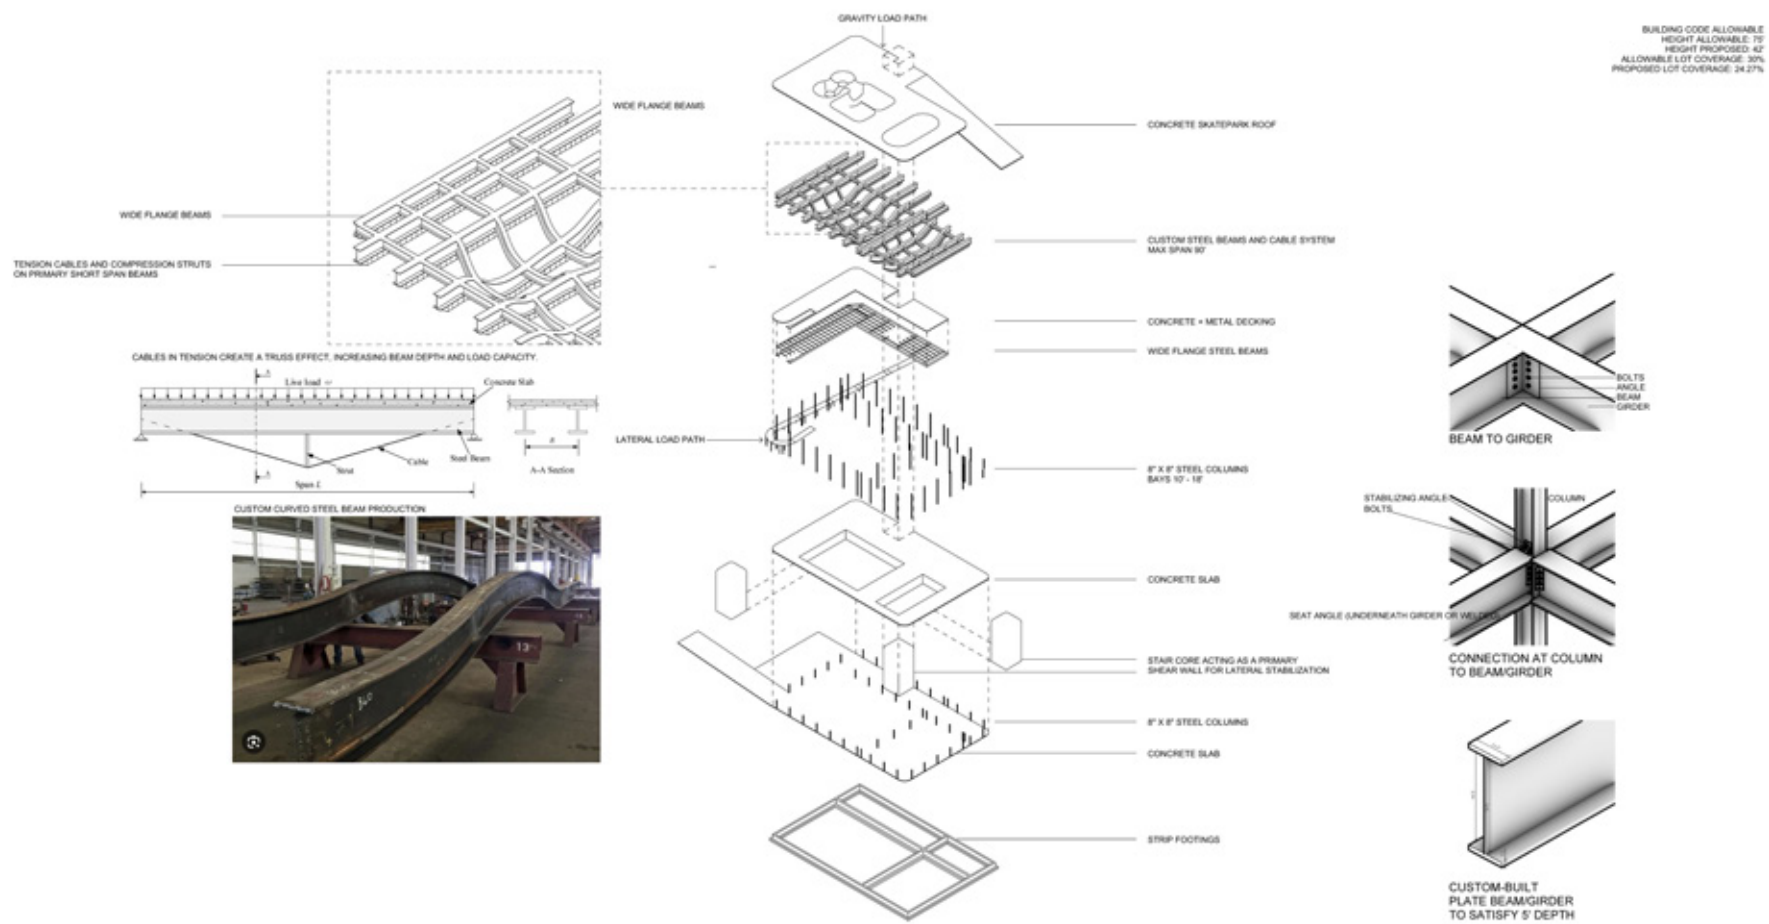 GRAVITY LOAD PATH
BUILDING CODE ALLOWABLE
HEIGHT ALLOWABLE: 75'
HEIGHT PROPOSED: 42'
ALLOWABLE LOT COVERAGE: 30%
PROPOSED LOT COVERAGE: 24.27%
WIDE FLANGE BEAMS
CONCRETE SKATEPARK ROOF
WIDE FLANGE BEAMS
TENSION CABLES AND COMPRESSION STRUTS
ON PRIMARY SHORT SPAN BEAMS
CUSTOM STEEL BEAMS AND CABLE SYSTEM
MAX SPAN 90'
CONCRETE + METAL DECKING
WIDE FLANGE STEEL BEAMS
CABLES IN TENSION CREATE A TRUSS EFFECT, INCREASING BEAM DEPTH AND LOAD CAPACITY.
A
Live load w
Concrete Slab
Strut
Cable
Steel Beam
A
Span L
A-A Section
LATERAL LOAD PATH
8" X 8" STEEL COLUMNS
BAYS 10' - 18'
CUSTOM CURVED STEEL BEAM PRODUCTION
13
BOLTS
ANGLE
BEAM
GIRDER
BEAM TO GIRDER
STABILIZING ANGLE
BOLTS
COLUMN
CONCRETE SLAB
SEAT ANGLE (UNDERNEATH GIRDER OR WELDED)
CONNECTION AT COLUMN
TO BEAM/GIRDER
STAIR CORE ACTING AS A PRIMARY
SHEAR WALL FOR LATERAL STABILIZATION
8" X 8" STEEL COLUMNS
CONCRETE SLAB
STRIP FOOTINGS
CUSTOM-BUILT
PLATE BEAM/GIRDER
TO SATISFY 5' DEPTH